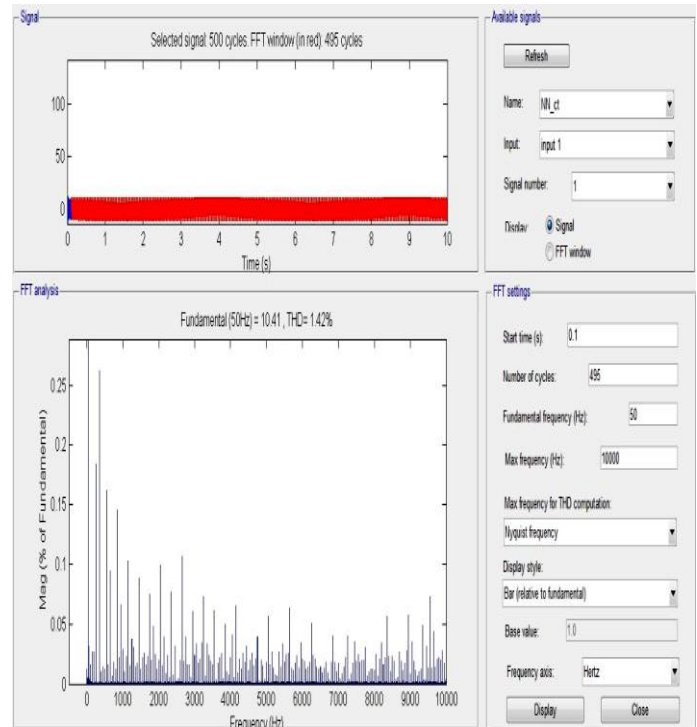 Signal
Selected signal: 500 cycles. FFT window (in red): 495 cycles
100
50
0
0 1 2 3 4 5 6 7 8 9 10
Time (s)
Available signals
Refresh
Name: NN_ct
Input: input 1
Signal number: 1
Display: Signal
FFT window
FFT analysis
Fundamental (50Hz) = 10.41 , THD= 1.42%
Mag (% of Fundamental)
0.25
0.2
0.15
0.1
0.05
0
0 1000 2000 3000 4000 5000 6000 7000 8000 9000 10000
Frequency (Hz)
FFT settings
Start time (s): 0.1
Number of cycles: 495
Fundamental frequency (Hz): 50
Max frequency (Hz): 10000
Max frequency for THD computation:
Nyquist frequency
Display style:
Bar (relative to fundamental)
Base value: 1.0
Frequency axis: Hertz
Display
Close